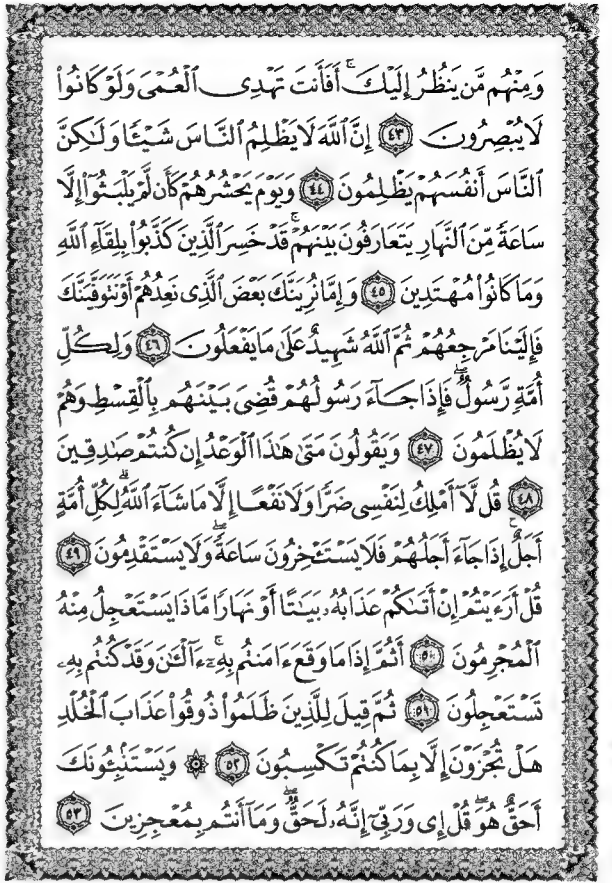 وَمِنْهُم مَّن يَنظُرُ إِلَيْكَ ۚ أَفَأَنتَ تَهْدِى ٱلْعُمْىَ وَلَوْ كَانُوا۟
لَا يُبْصِرُونَ ﴿٤٣﴾ إِنَّ ٱللَّهَ لَا يَظْلِمُ ٱلنَّاسَ شَيْـًٔا وَلَـٰكِنَّ
ٱلنَّاسَ أَنفُسَهُمْ يَظْلِمُونَ ﴿٤٤﴾ وَيَوْمَ يَحْشُرُهُمْ كَأَن لَّمْ يَلْبَثُوٓا۟ إِلَّا
سَاعَةً مِّنَ ٱلنَّهَارِ يَتَعَارَفُونَ بَيْنَهُمْ ۚ قَدْ خَسِرَ ٱلَّذِينَ كَذَّبُوا۟ بِلِقَآءِ ٱللَّهِ
وَمَا كَانُوا۟ مُهْتَدِينَ ﴿٤٥﴾ وَإِمَّا نُرِيَنَّكَ بَعْضَ ٱلَّذِى نَعِدُهُمْ أَوْ نَتَوَفَّيَنَّكَ
فَإِلَيْنَا مَرْجِعُهُمْ ثُمَّ ٱللَّهُ شَهِيدٌ عَلَىٰ مَا يَفْعَلُونَ ﴿٤٦﴾ وَلِكُلِّ
أُمَّةٍ رَّسُولٌ ۖ فَإِذَا جَآءَ رَسُولُهُمْ قُضِىَ بَيْنَهُم بِٱلْقِسْطِ وَهُمْ
لَا يُظْلَمُونَ ﴿٤٧﴾ وَيَقُولُونَ مَتَىٰ هَـٰذَا ٱلْوَعْدُ إِن كُنتُمْ صَـٰدِقِينَ
﴿٤٨﴾ قُل لَّآ أَمْلِكُ لِنَفْسِى ضَرًّا وَلَا نَفْعًا إِلَّا مَا شَآءَ ٱللَّهُ ۗ لِكُلِّ أُمَّةٍ
أَجَلٌ ۚ إِذَا جَآءَ أَجَلُهُمْ فَلَا يَسْتَـْٔخِرُونَ سَاعَةً ۖ وَلَا يَسْتَقْدِمُونَ ﴿٤٩﴾
قُلْ أَرَءَيْتُمْ إِنْ أَتَىٰكُمْ عَذَابُهُۥ بَيَـٰتًا أَوْ نَهَارًا مَّاذَا يَسْتَعْجِلُ مِنْهُ
ٱلْمُجْرِمُونَ ﴿٥٠﴾ أَثُمَّ إِذَا مَا وَقَعَ ءَامَنتُم بِهِۦٓ ۚ ءَآلْـَٔـٰنَ وَقَدْ كُنتُم بِهِۦ
تَسْتَعْجِلُونَ ﴿٥١﴾ ثُمَّ قِيلَ لِلَّذِينَ ظَلَمُوا۟ ذُوقُوا۟ عَذَابَ ٱلْخُلْدِ
هَلْ تُجْزَوْنَ إِلَّا بِمَا كُنتُمْ تَكْسِبُونَ ﴿٥٢﴾ ۞ وَيَسْتَنۢبِـُٔونَكَ
أَحَقٌّ هُوَ ۖ قُلْ إِى وَرَبِّىٓ إِنَّهُۥ لَحَقٌّ ۖ وَمَآ أَنتُم بِمُعْجِزِينَ ﴿٥٣﴾